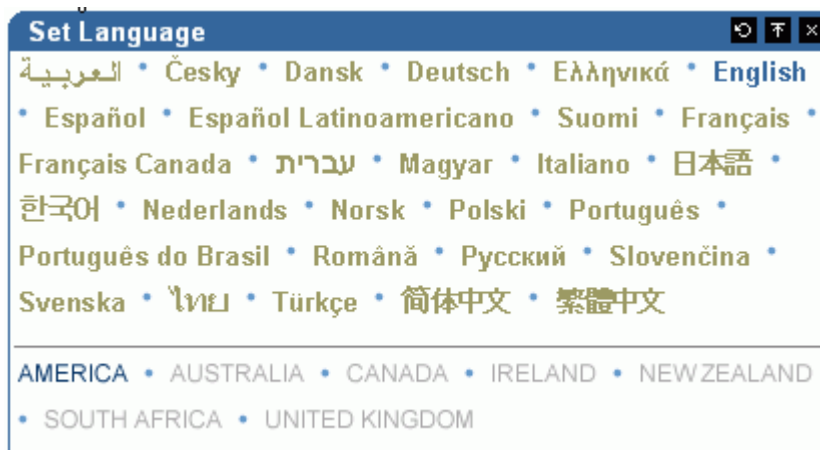 Set Language
العربية • Česky • Dansk • Deutsch • Ελληνικά • English
• Español • Español Latinoamericano • Suomi • Français •
Français Canada • עברית • Magyar • Italiano • 日本語 •
한국어 • Nederlands • Norsk • Polski • Português •
Português do Brasil • Română • Русский • Slovenčina •
Svenska • ไทย • Türkçe • 简体中文 • 繁體中文
AMERICA • AUSTRALIA • CANADA • IRELAND • NEW ZEALAND
• SOUTH AFRICA • UNITED KINGDOM